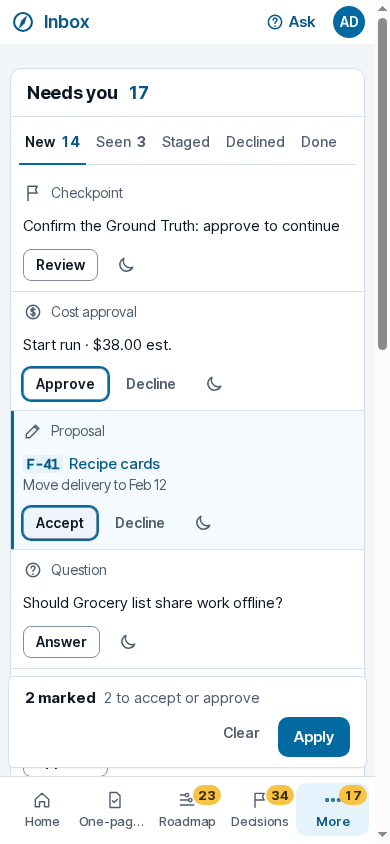 Inbox
Ask
AD
Needs you 17
New 14 Seen 3 Staged Declined Done
Checkpoint
Confirm the Ground Truth: approve to continue
Review
Cost approval
Start run · $38.00 est.
Approve Decline
Proposal
F-41 Recipe cards
Move delivery to Feb 12
Accept Decline
Question
Should Grocery list share work offline?
Answer
2 marked 2 to accept or approve
Clear Apply
23 34 17
Home One-pag… Roadmap Decisions More